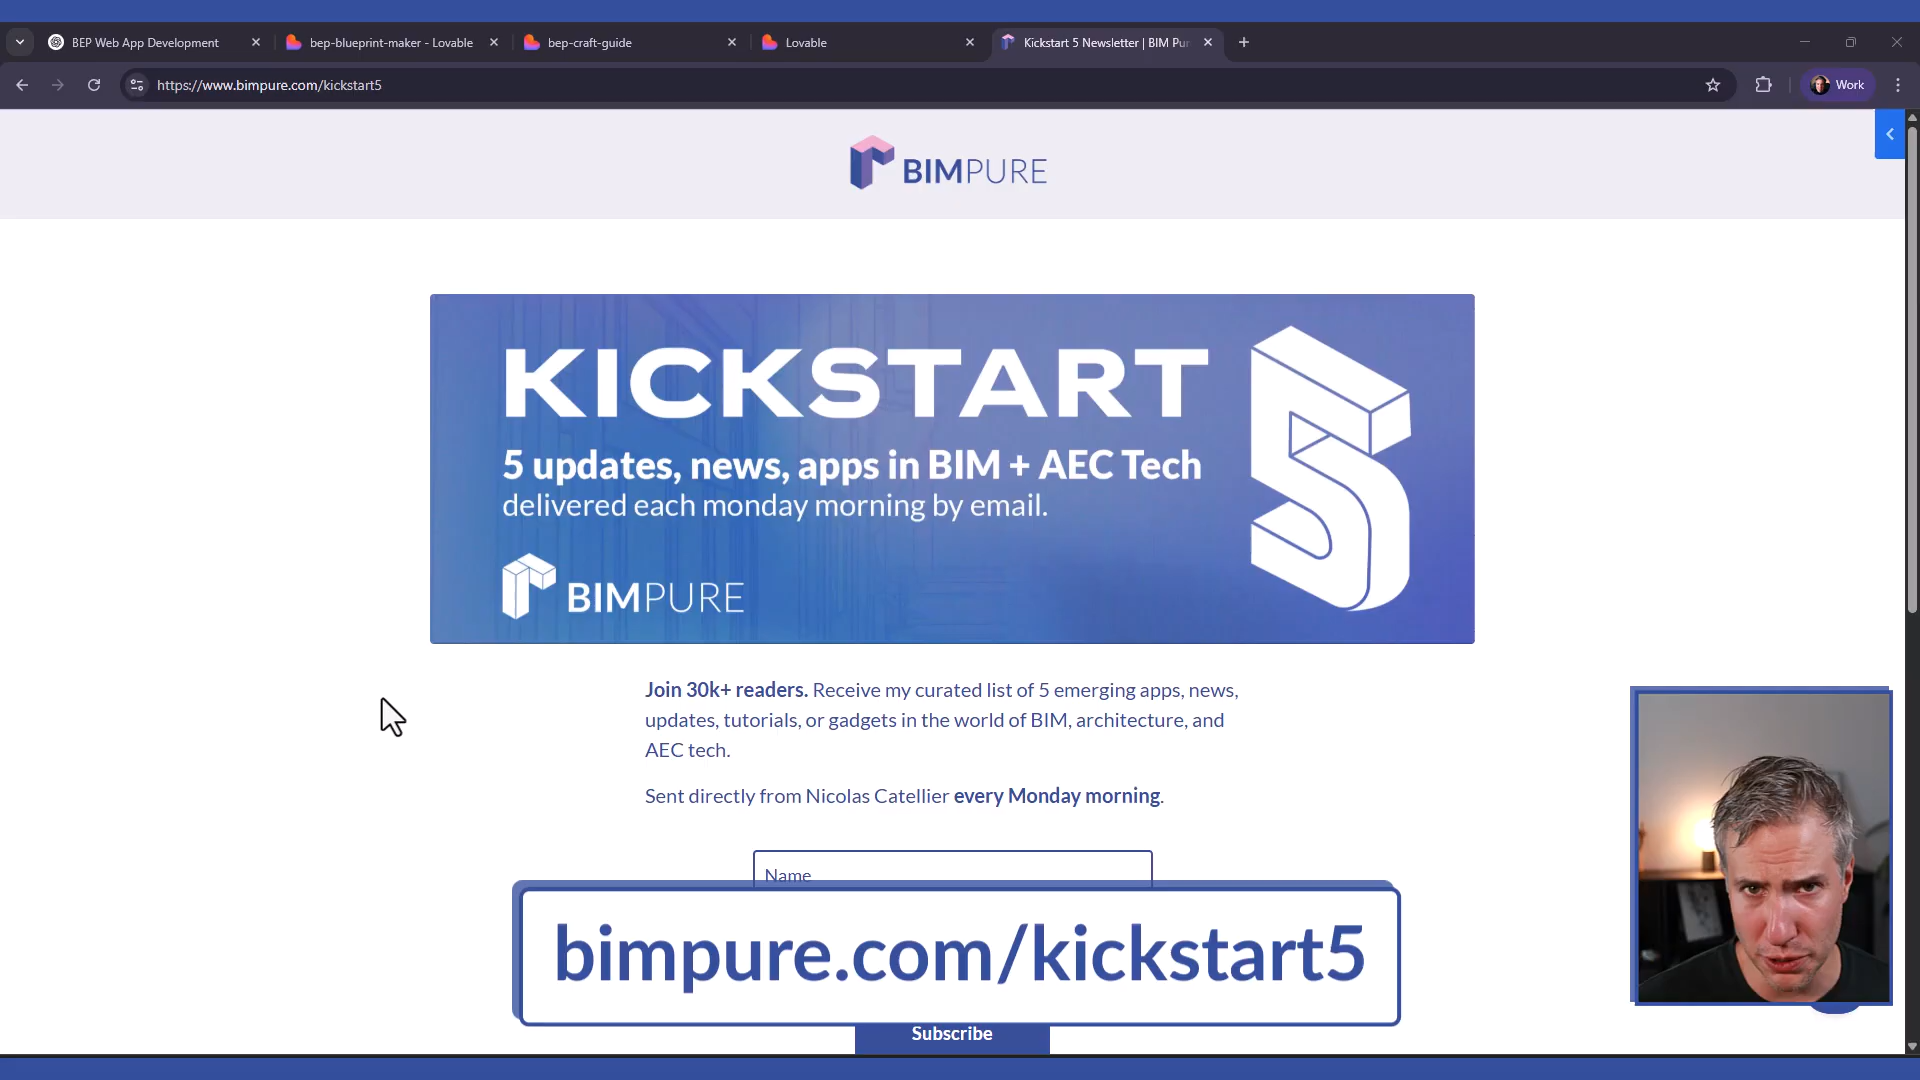 BEP Web App Development
bep-blueprint-maker - Lovable
bep-craft-guide
Lovable
Kickstart 5 Newsletter | BIM Pur
https://www.bimpure.com/kickstart5
Work
BIMPURE
KICKSTART
5
5 updates, news, apps in BIM + AEC Tech
delivered each monday morning by email.
BIMPURE
Join 30k+ readers. Receive my curated list of 5 emerging apps, news,
updates, tutorials, or gadgets in the world of BIM, architecture, and
AEC tech.
Sent directly from Nicolas Catellier every Monday morning.
Name
bimpure.com/kickstart5
Subscribe